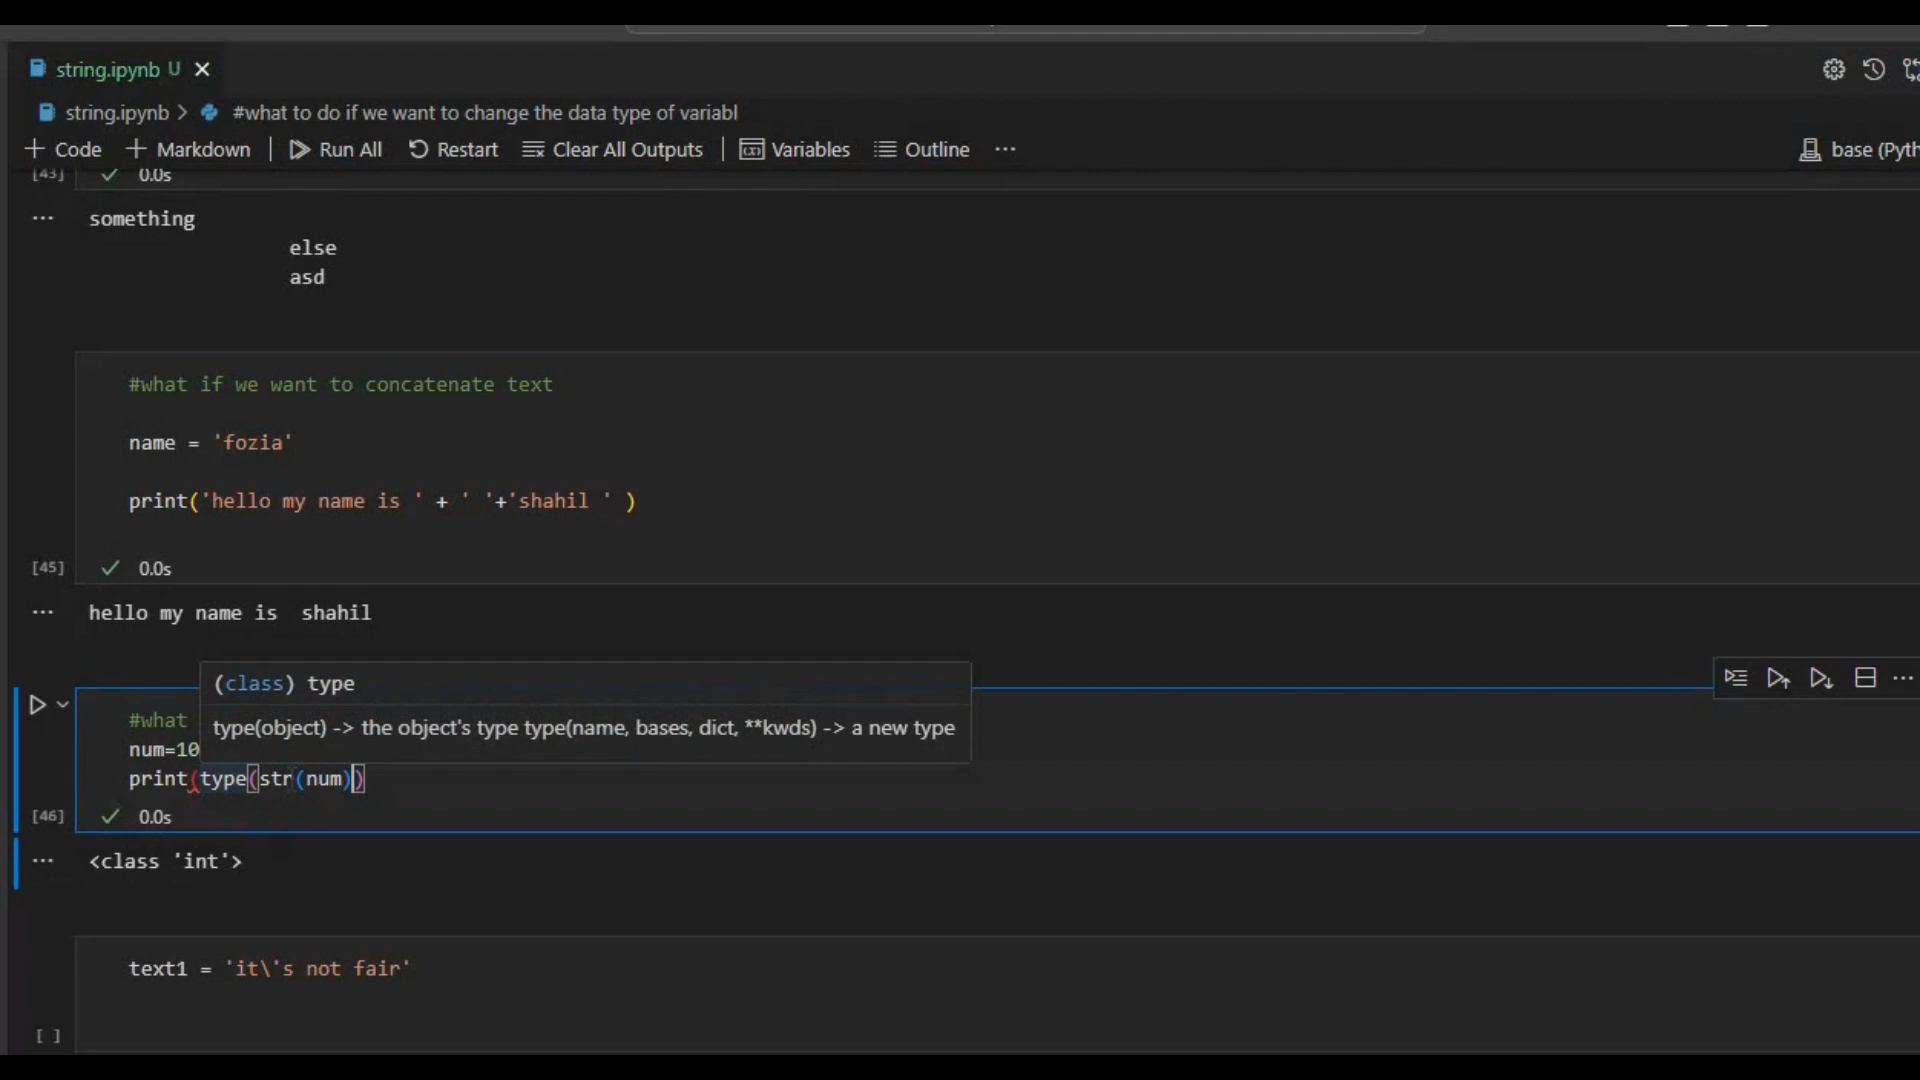 string.ipynb U
string.ipynb > #what to do if we want to change the data type of variabl
+ Code + Markdown | Run All Restart Clear All Outputs | Variables Outline ... base (Pyth
[43] 0.0s
something
else
asd
#what if we want to concatenate text
name = 'fozia'
print('hello my name is ' + ' '+'shahil ' )
[45] 0.0s
hello my name is  shahil
(class) type
type(object) -> the object's type type(name, bases, dict, **kwds) -> a new type
#what
num=10
print(type(str(num))
[46] 0.0s
<class 'int'>
text1 = 'it\'s not fair'
[ ]